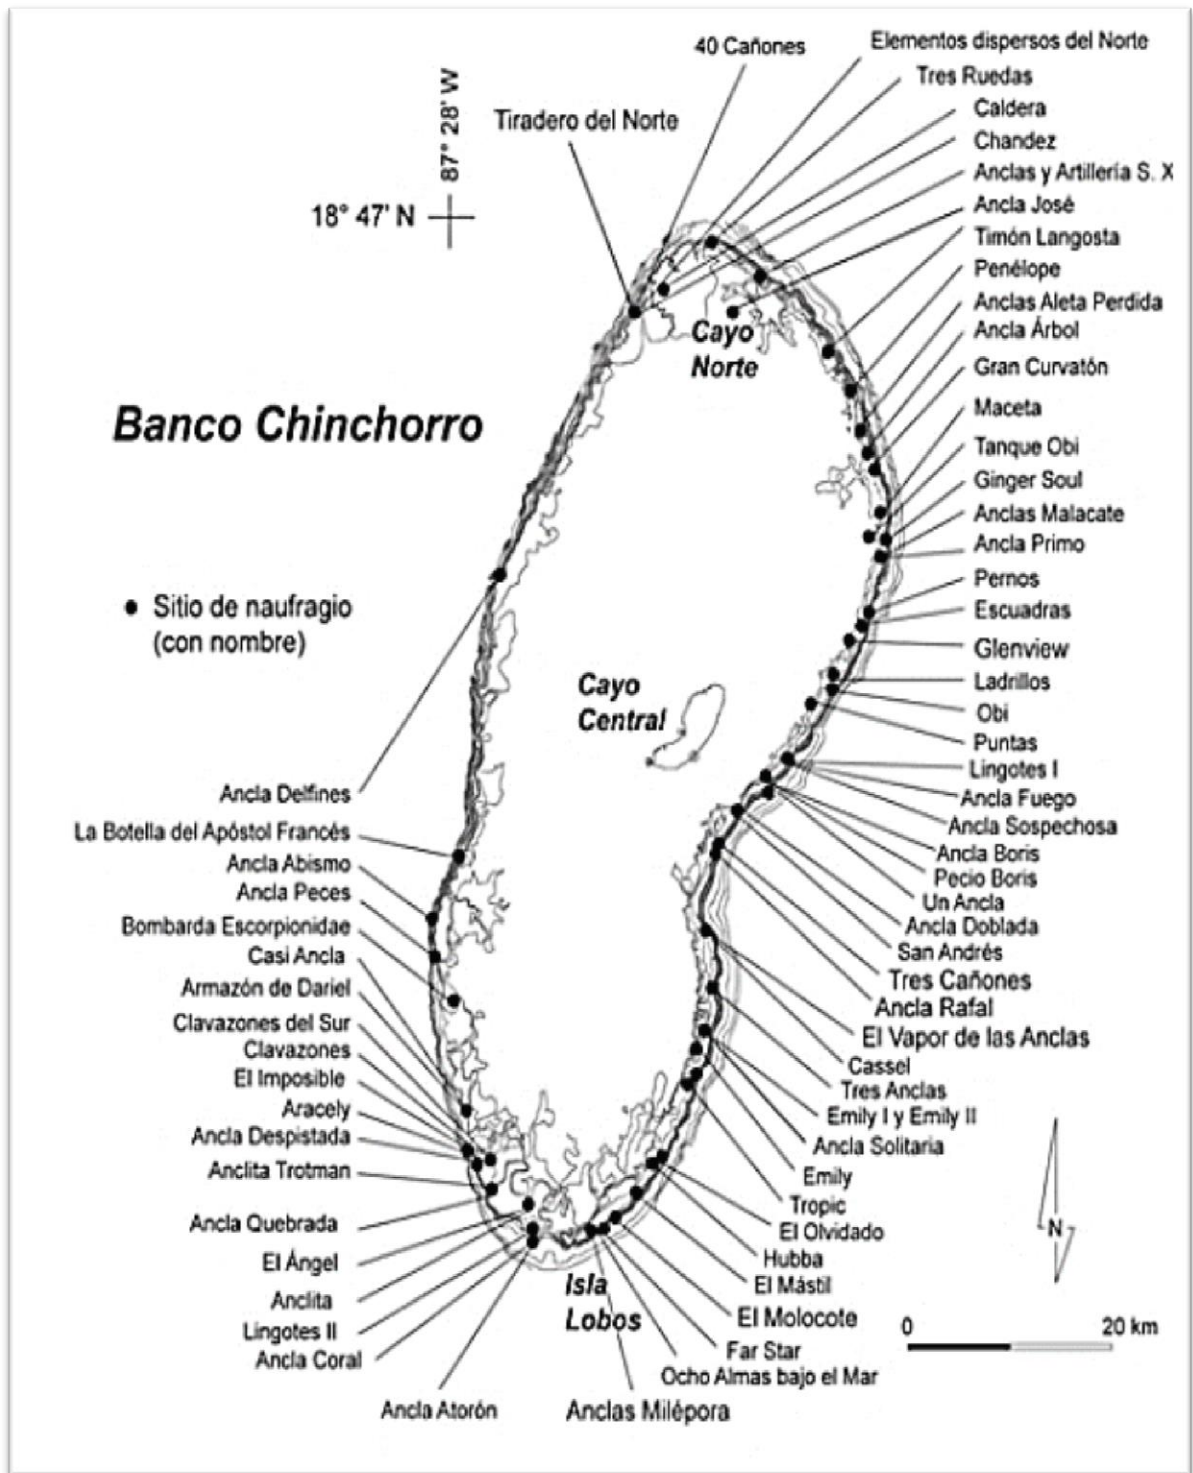 40 Cañones
Elementos dispersos del Norte
Tres Ruedas
Caldera
Chandez
Anclas y Artillería S. X
Ancla José
Timón Langosta
Penélope
Anclas Aleta Perdida
Ancla Árbol
Gran Curvatón
Maceta
Tanque Obi
Ginger Soul
Anclas Malacate
Ancla Primo
Pernos
Escuadras
Glenview
Ladrillos
Obi
Puntas
Lingotes I
Ancla Fuego
Ancla Sospechosa
Ancla Boris
Pecio Boris
Un Ancla
Ancla Doblada
San Andrés
Tres Cañones
Ancla Rafal
El Vapor de las Anclas
Cassel
Tres Anclas
Emily I y Emily II
Ancla Solitaria
Emily
Tropic
El Olvidado
Hubba
El Mástil
El Molocote
Far Star
Ocho Almas bajo el Mar
Anclas Milépora
Tiradero del Norte
87° 28' W
18° 47' N
Banco Chinchorro
Cayo
Norte
Sitio de naufragio
(con nombre)
Cayo
Central
Ancla Delfines
La Botella del Apóstol Francés
Ancla Abismo
Ancla Peces
Bombarda Escorpionidae
Casi Ancla
Armazón de Dariel
Clavazones del Sur
Clavazones
El Imposible
Aracely
Ancla Despistada
Anclita Trotman
Ancla Quebrada
El Ángel
Anclita
Lingotes II
Ancla Coral
Ancla Atorón
Isla
Lobos
N
0 20 km